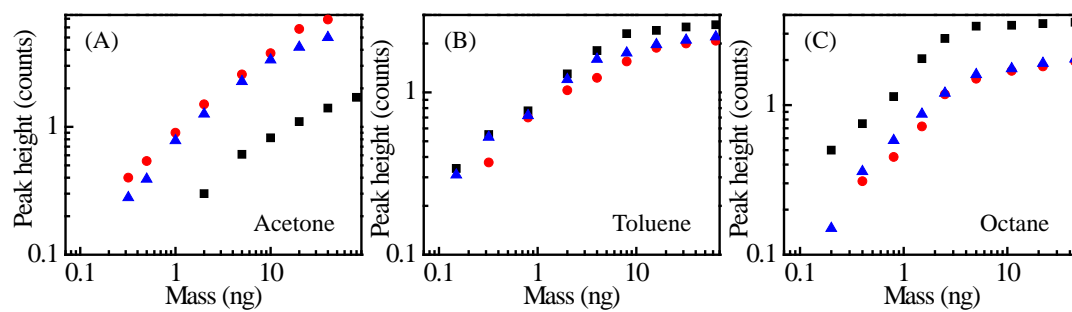 (A)
Peak height (counts)
1
0.1
0.1
1
10
Mass (ng)
Acetone
(B)
Peak height (counts)
1
0.1
0.1
1
10
Mass (ng)
Toluene
(C)
Peak height (counts)
1
0.1
0.1
1
10
Mass (ng)
Octane